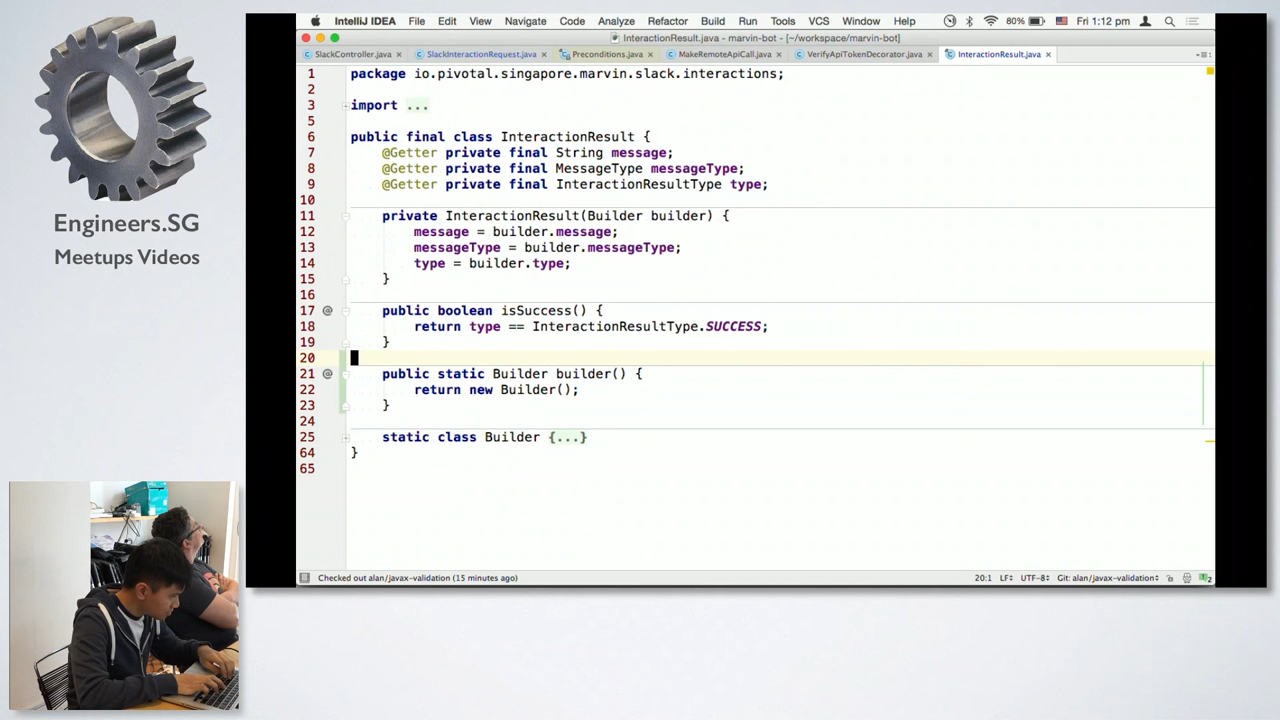 Engineers.SG
Meetups Videos
IntelliJ IDEA File Edit View Navigate Code Analyze Refactor Build Run Tools VCS Window Help 80% Fri 1:12 pm
InteractionResult.java - [~/workspace/marvin-bot]
SlackController.java SlackInteractionRequest.java Preconditions.java MakeRemoteApiCall.java VerifyApiTokenDecorator.java InteractionResult.java
1 package io.pivotal.singapore.marvin.slack.interactions;
2
3 import ...
5
6 public final class InteractionResult {
7 @Getter private final String message;
8 @Getter private final MessageType messageType;
9 @Getter private final InteractionResultType type;
10
11 private InteractionResult(Builder builder) {
12 message = builder.message;
13 messageType = builder.messageType;
14 type = builder.type;
15 }
16
17 @ public boolean isSuccess() {
18 return type == InteractionResultType.SUCCESS;
19 }
20
21 @ public static Builder builder() {
22 return new Builder();
23 }
24
25 static class Builder {...}
64 }
65
Checked out alan/javax-validation (15 minutes ago) 20:1 LF UTF-8 Git: alan/javax-validation 2